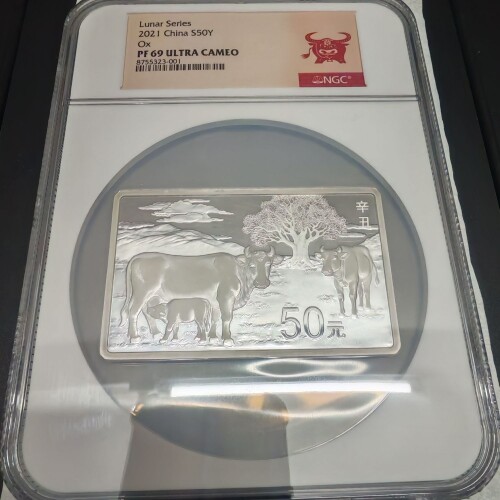 Lunar Series
2021 China S50Y
Ox
PF 69 ULTRA CAMEO
8755323-001
NGC
辛丑
50元